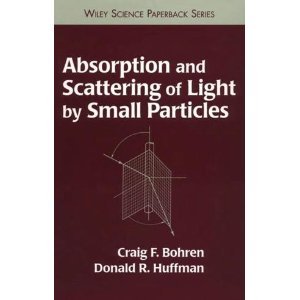 WILEY SCIENCE PAPERBACK SERIES
Absorption and
Scattering of Light
by Small Particles
Craig F. Bohren
Donald R. Huffman